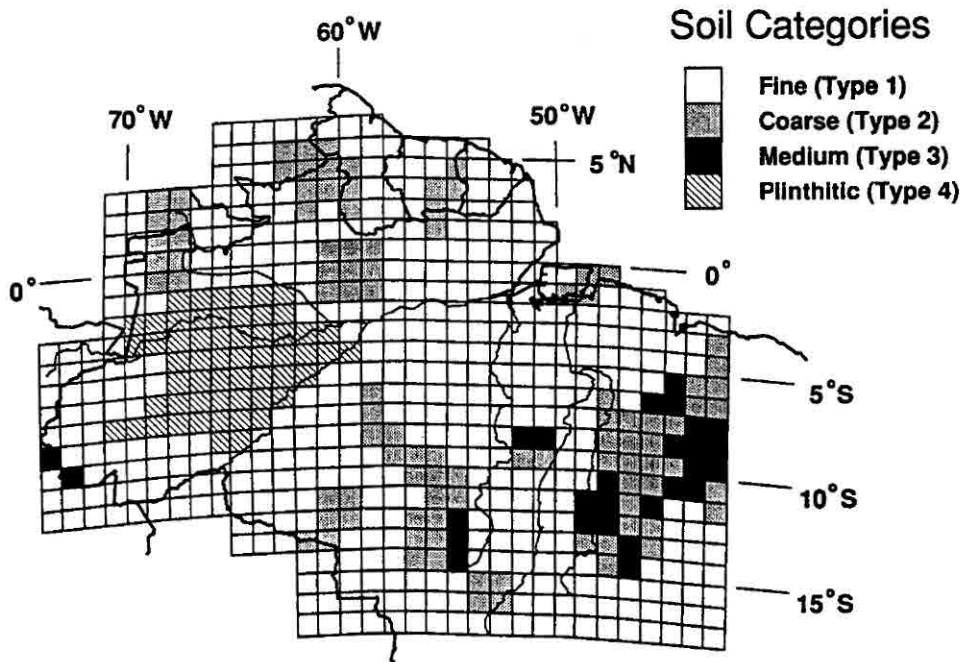 Soil Categories
Fine (Type 1)
Coarse (Type 2)
Medium (Type 3)
Plinthitic (Type 4)
60°W
70°W
50°W
5°N
0°
0°
5°S
10°S
15°S